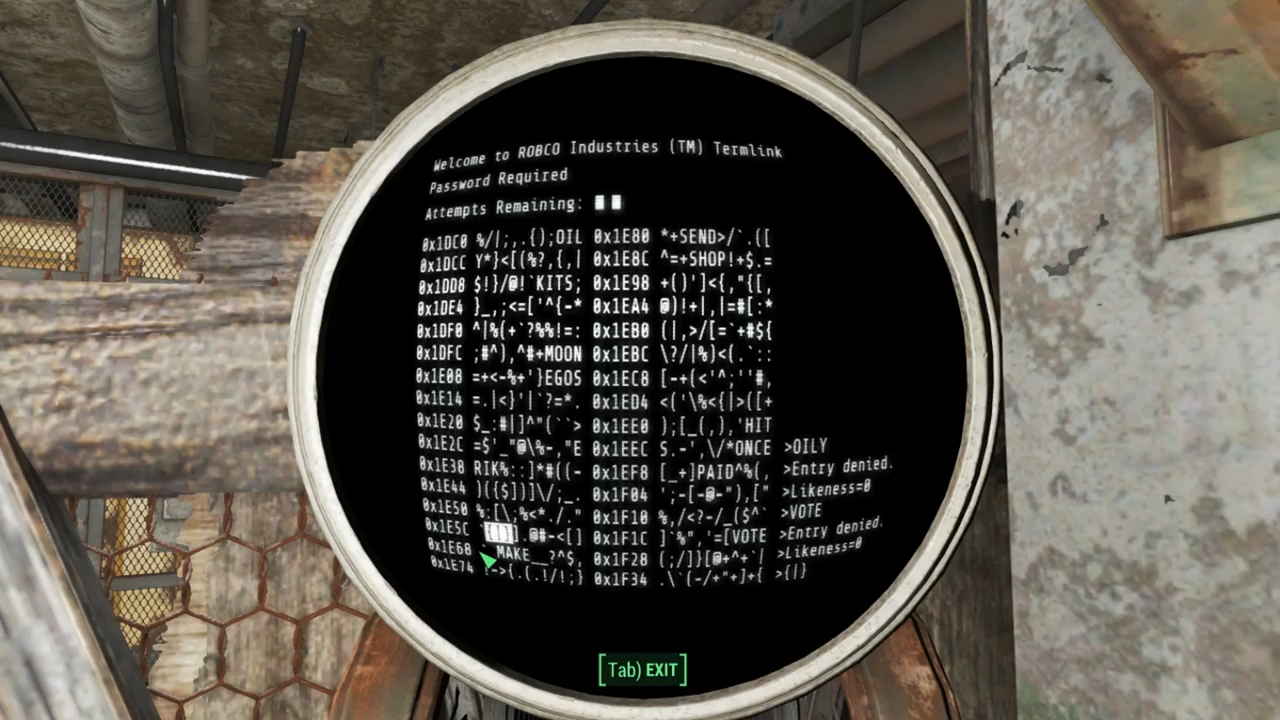 Welcome to ROBCO Industries (TM) Termlink
Password Required
Attempts Remaining: ■ ■
0x1DC0 %/|;,.{);OIL 0x1E80 *+SEND>/`.([
0x1DCC Y*}<[(%?,{,| 0x1E8C ^=+SHOP!+$.=
0x1DD8 $!}/@!`KITS; 0x1E98 +()']<{,"{[,
0x1DE4 }_,;<=['^{-* 0x1EA4 @)!+|,|=#[:*
0x1DF0 ^|%(+`?%%!=: 0x1EB0 (|,>/[=`+#${
0x1DFC ;#^),^#+MOON 0x1EBC \?/|%)<(.`::
0x1E08 =+<-%+'}EGOS 0x1EC8 [-+(<'^;''#,
0x1E14 =.|<}'|`?=*. 0x1ED4 <('\%<{|>([+
0x1E20 $_:#|]^"(``> 0x1EE0 );[_(,),'HIT
0x1E2C =$'_"@\%-,"E 0x1EEC S.-',\/*ONCE >OILY
0x1E38 RIK%::]*#((- 0x1EF8 [_+]PAID^%(, >Entry denied.
0x1E44 )({$])]\/;_. 0x1F04 ';-[-@-"),[" >Likeness=0
0x1E50 %:[\;%<*./." 0x1F10 %,/<?-/_($^` >VOTE
0x1E5C {|}].@#-<[] 0x1F1C ]`%",'=[VOTE >Entry denied.
0x1E68 _MAKE__?^$, 0x1F28 (;/]}[@+^+`| >Likeness=0
0x1E74 !->{.(.!/!;} 0x1F34 .\`(-/+"+]+{ >{|}
Tab) EXIT